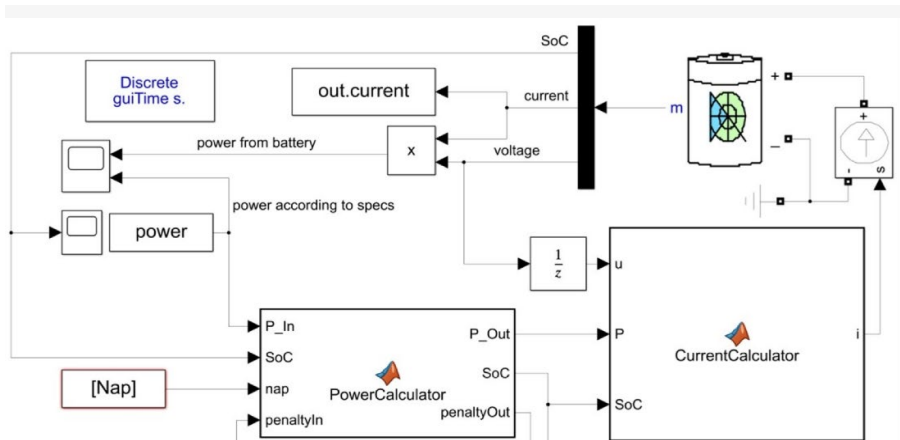 SoC
Discrete
guiTime s.
out.current
current
m
+
−
+
-
s
power from battery
x
voltage
power according to specs
power
1
z
u
P_In
P_Out
P
CurrentCalculator
i
SoC
SoC
[Nap]
nap
PowerCalculator
SoC
penaltyIn
penaltyOut